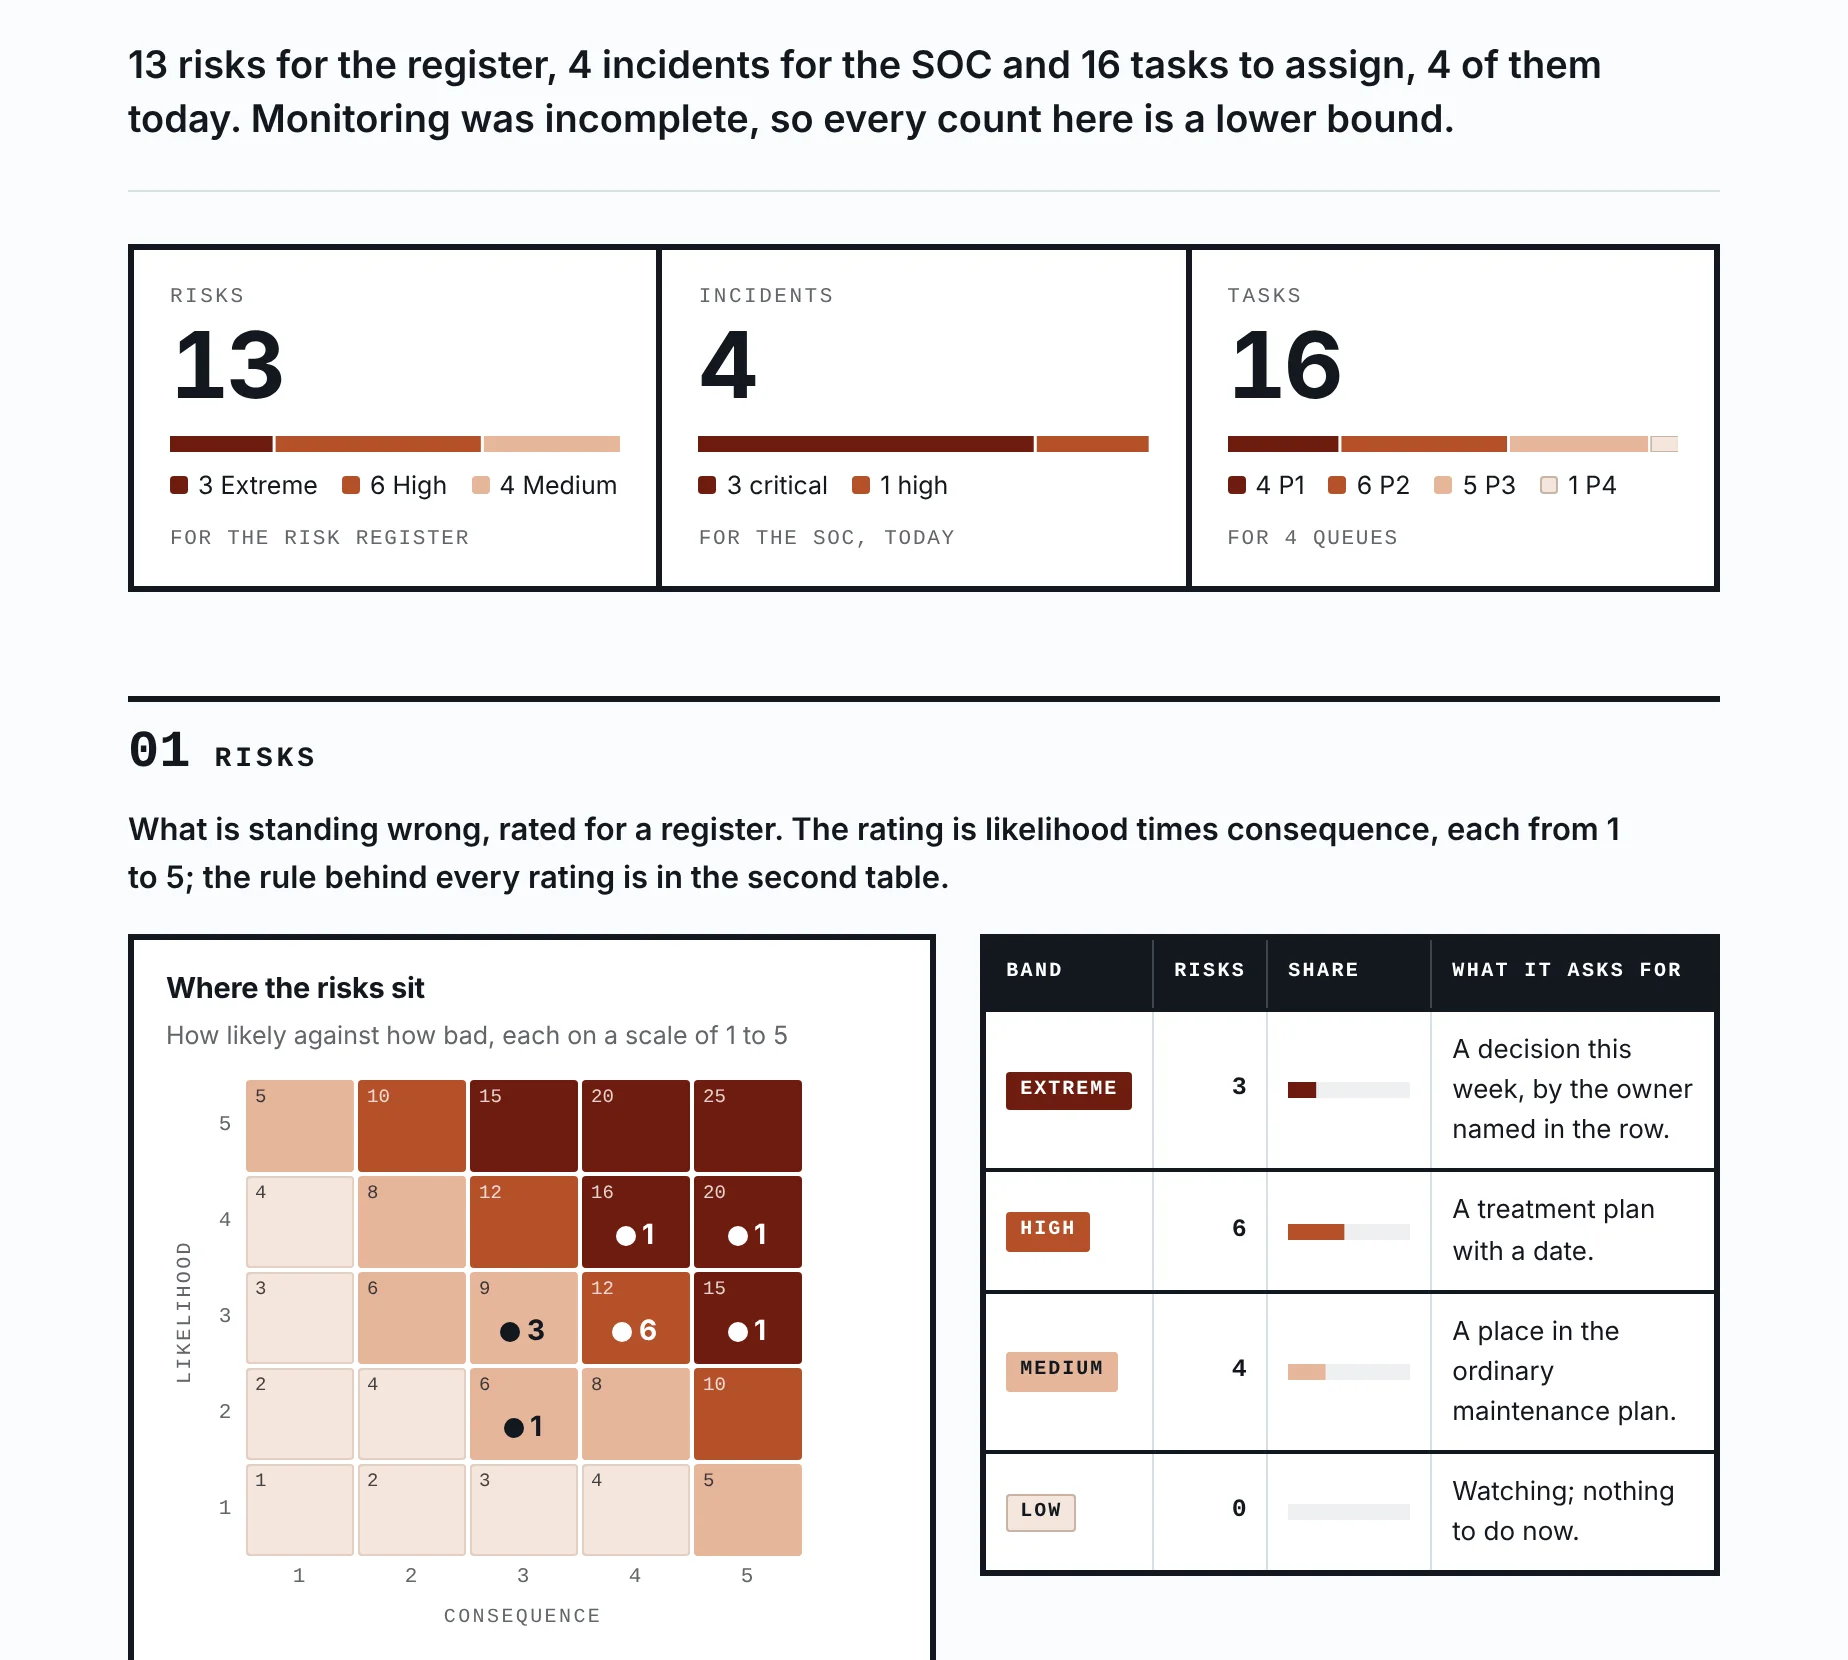 13 risks for the register, 4 incidents for the SOC and 16 tasks to assign, 4 of them
today. Monitoring was incomplete, so every count here is a lower bound.
RISKS
13
3 Extreme 6 High 4 Medium
FOR THE RISK REGISTER
INCIDENTS
4
3 critical 1 high
FOR THE SOC, TODAY
TASKS
16
4 P1 6 P2 5 P3 1 P4
FOR 4 QUEUES
01 RISKS
What is standing wrong, rated for a register. The rating is likelihood times consequence, each from 1
to 5; the rule behind every rating is in the second table.
Where the risks sit
How likely against how bad, each on a scale of 1 to 5
LIKELIHOOD
5 5 10 15 20 25
4 4 8 12 16 20
1 1
3 3 6 9 12 15
3 6 1
2 2 4 6 8 10
1
1 1 2 3 4 5
1 2 3 4 5
CONSEQUENCE
BAND RISKS SHARE WHAT IT ASKS FOR
EXTREME 3 A decision this
week, by the owner
named in the row.
HIGH 6 A treatment plan
with a date.
MEDIUM 4 A place in the
ordinary
maintenance plan.
LOW 0 Watching; nothing
to do now.